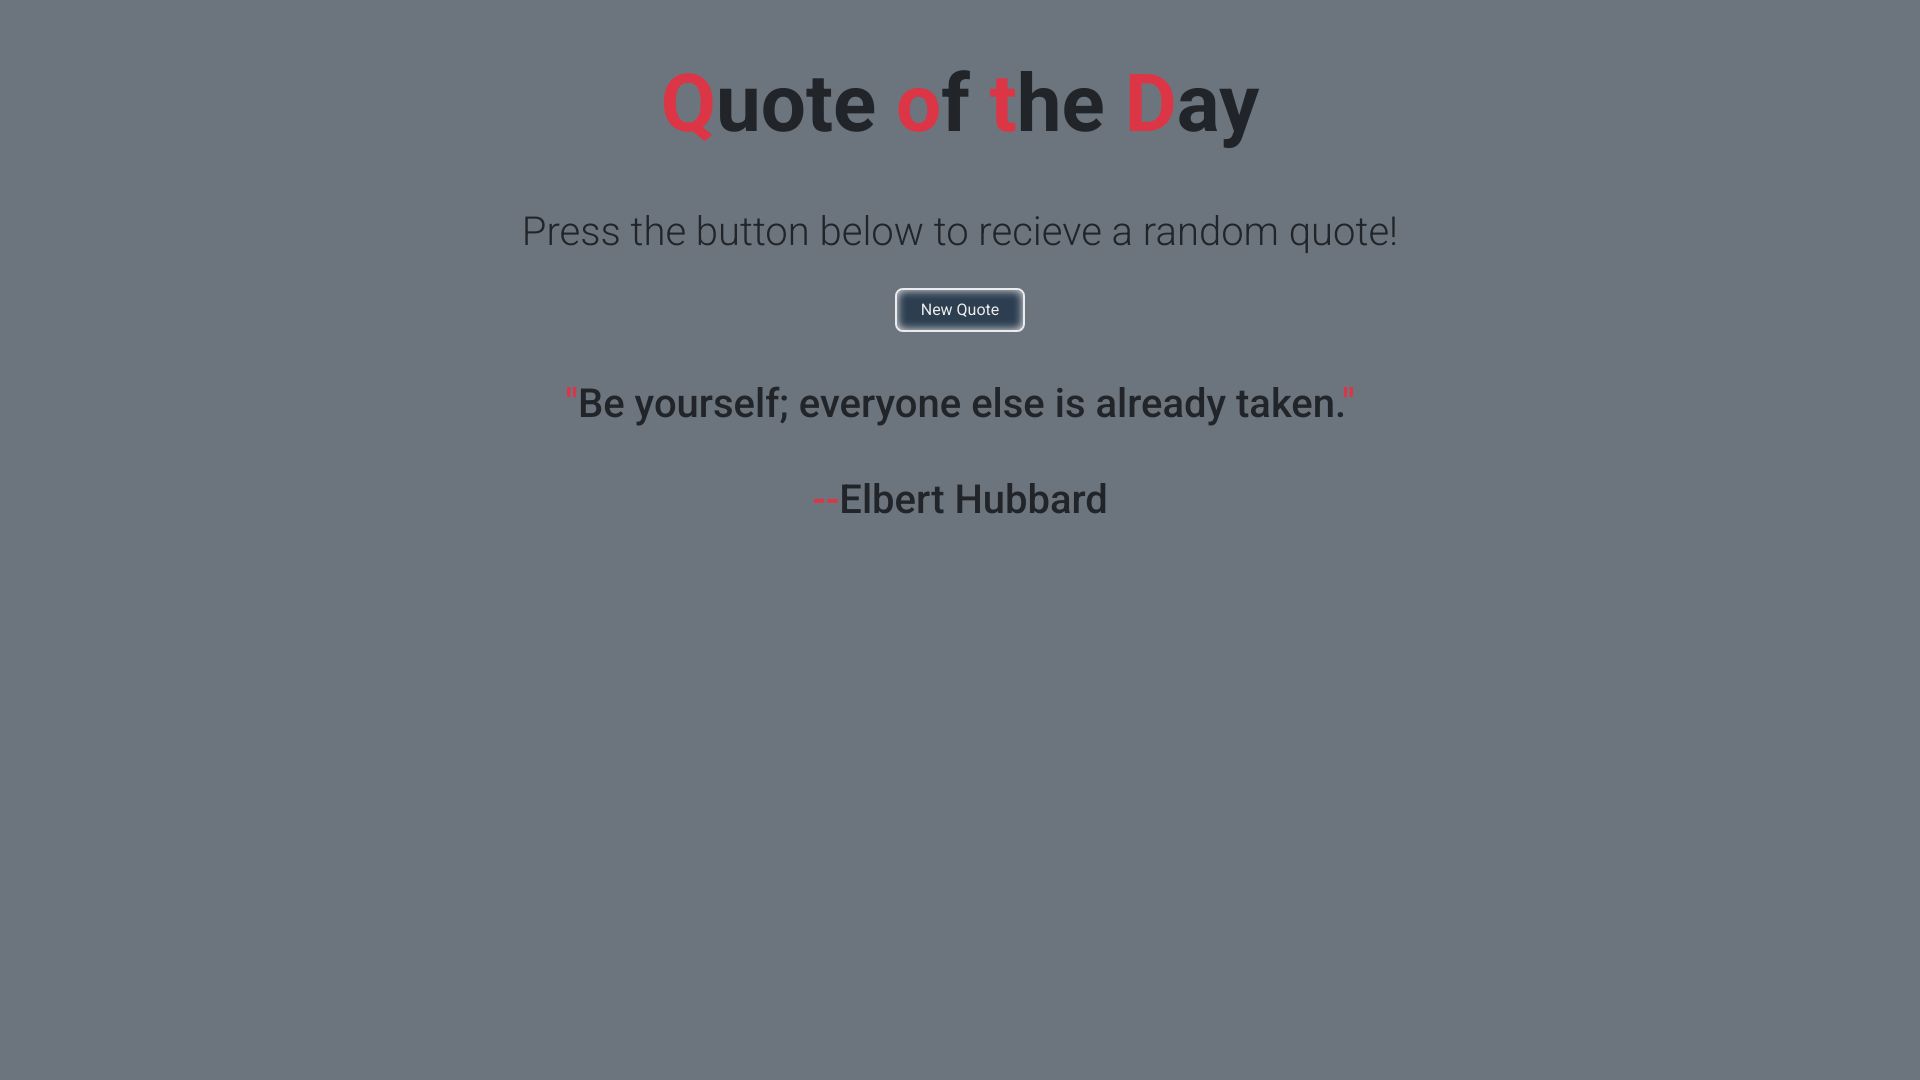 Quote of the Day
Press the button below to recieve a random quote!
New Quote
"Be yourself; everyone else is already taken."
--Elbert Hubbard